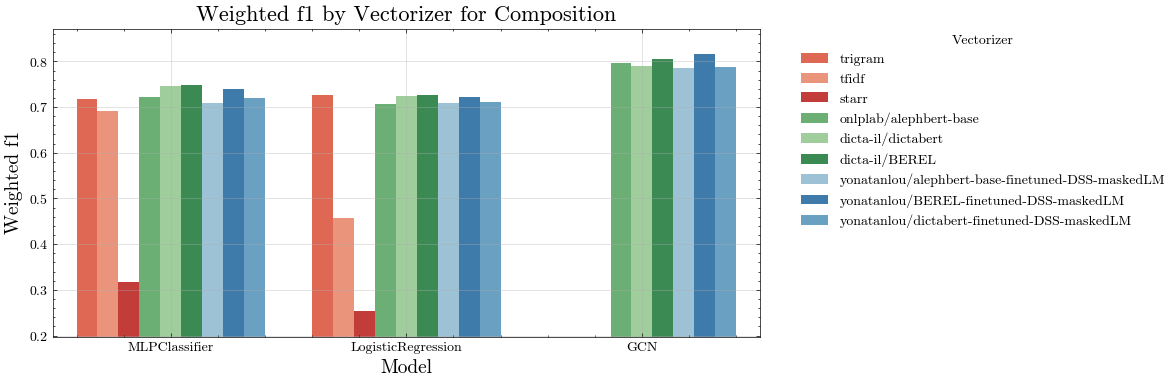 Weighted f1 by Vectorizer for Composition
Weighted f1
0.8
0.7
0.6
0.5
0.4
0.3
0.2
MLPClassifier
LogisticRegression
GCN
Model
Vectorizer
trigram
tfidf
starr
onlplab/alephbert-base
dicta-il/dictabert
dicta-il/BEREL
yonatanlou/alephbert-base-finetuned-DSS-maskedLM
yonatanlou/BEREL-finetuned-DSS-maskedLM
yonatanlou/dictabert-finetuned-DSS-maskedLM